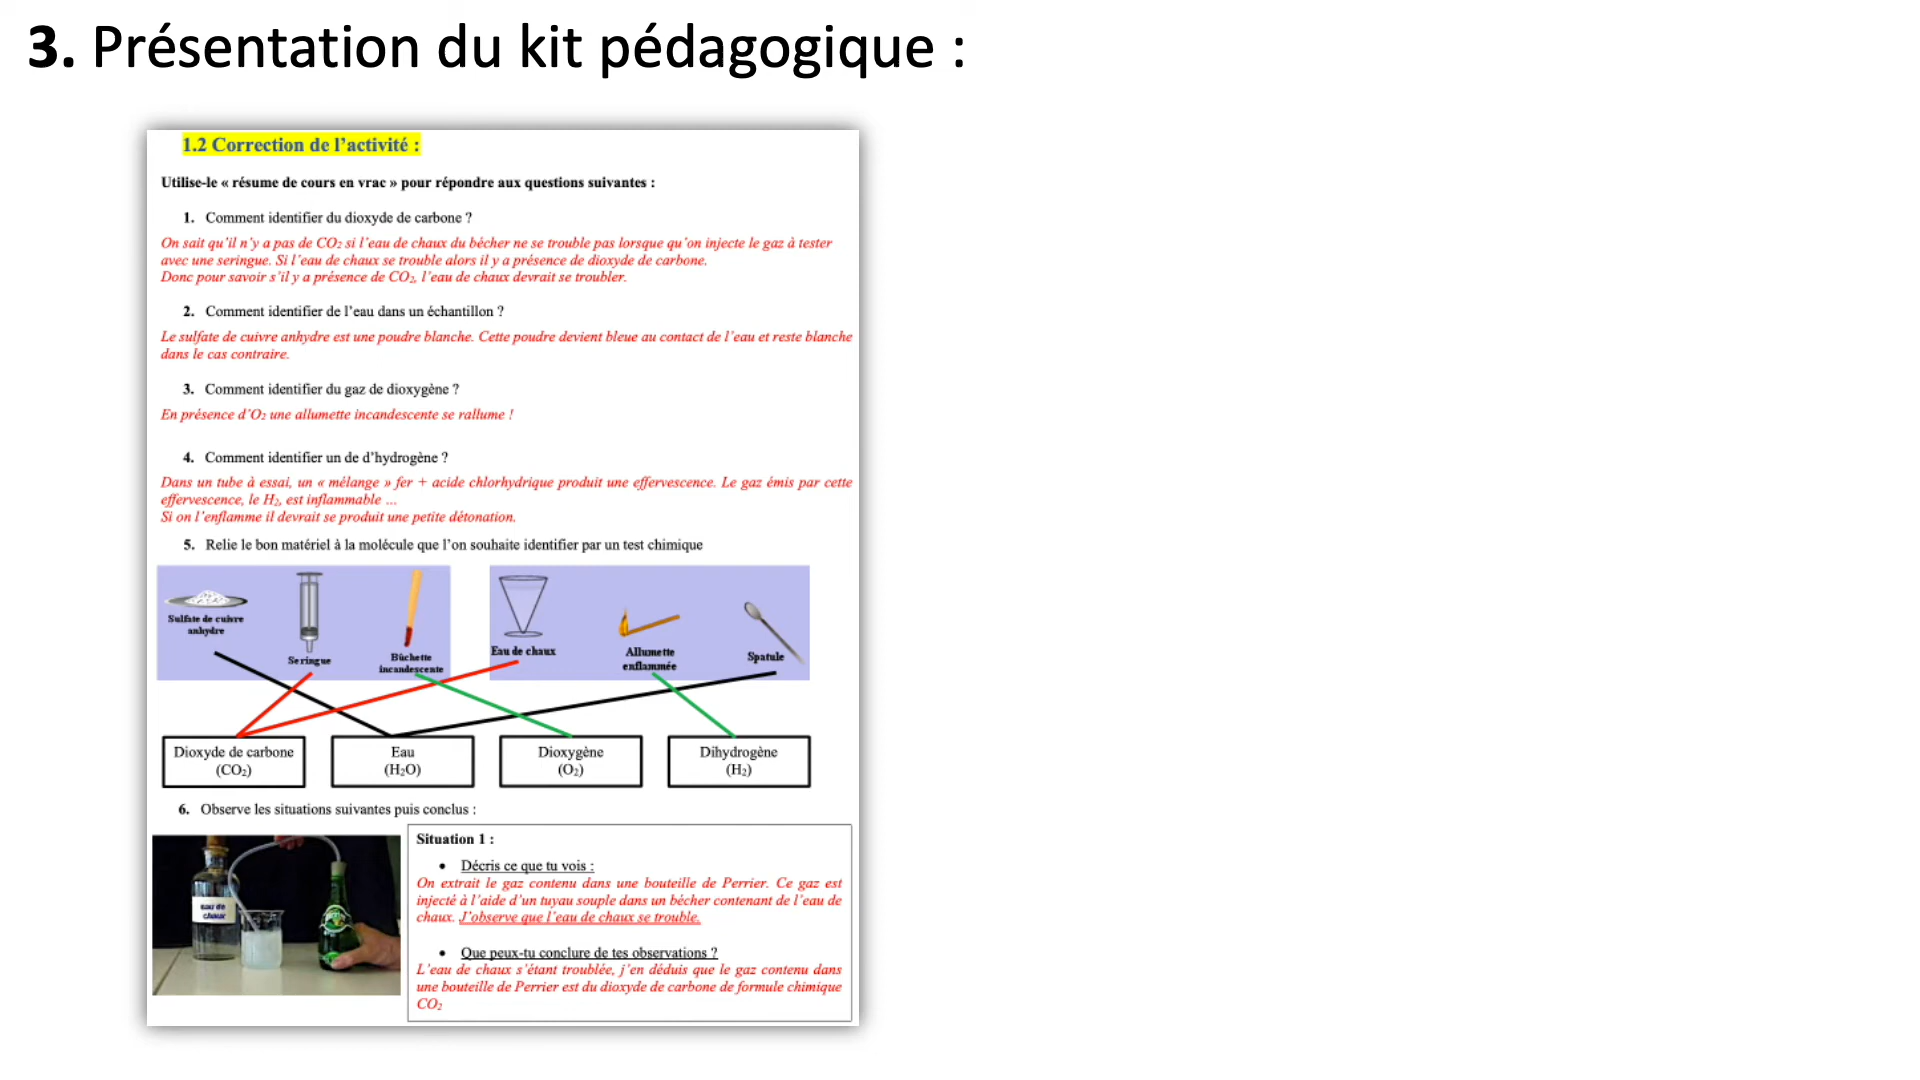 3. Présentation du kit pédagogique :
1.2 Correction de l'activité :
Utilise-le « résume de cours en vrac » pour répondre aux questions suivantes :
1. Comment identifier du dioxyde de carbone ?
On sait qu'il n'y a pas de CO₂ si l'eau de chaux du bécher ne se trouble pas lorsque qu'on injecte le gaz à tester
avec une seringue. Si l'eau de chaux se trouble alors il y a présence de dioxyde de carbone.
Donc pour savoir s'il y a présence de CO₂, l'eau de chaux devrait se troubler.
2. Comment identifier de l'eau dans un échantillon ?
Le sulfate de cuivre anhydre est une poudre blanche. Cette poudre devient bleue au contact de l'eau et reste blanche
dans le cas contraire.
3. Comment identifier du gaz de dioxygène ?
En présence d'O₂ une allumette incandescente se rallume !
4. Comment identifier un de d'hydrogène ?
Dans un tube à essai, un « mélange » fer + acide chlorhydrique produit une effervescence. Le gaz émis par cette
effervescence, le H₂, est inflammable ...
Si on l'enflamme il devrait se produit une petite détonation.
5. Relie le bon matériel à la molécule que l'on souhaite identifier par un test chimique
Sulfate de cuivre
anhydre
Seringue
Bûchette
incandescente
Eau de chaux
Allumette
enflammée
Spatule
Dioxyde de carbone
(CO₂)
Eau
(H₂O)
Dioxygène
(O₂)
Dihydrogène
(H₂)
6. Observe les situations suivantes puis conclus :
eau de
chaux
Situation 1 :
• Décris ce que tu vois :
On extrait le gaz contenu dans une bouteille de Perrier. Ce gaz est
injecté à l'aide d'un tuyau souple dans un bécher contenant de l'eau de
chaux. J'observe que l'eau de chaux se trouble.
• Que peux-tu conclure de tes observations ?
L'eau de chaux s'étant troublée, j'en déduis que le gaz contenu dans
une bouteille de Perrier est du dioxyde de carbone de formule chimique
CO₂